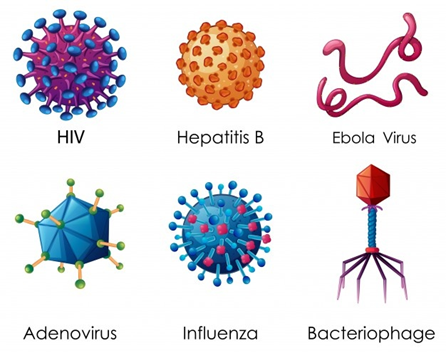 HIV
Hepatitis B
Ebola Virus
Adenovirus
Influenza
Bacteriophage